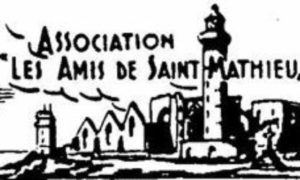 ASSOCIATION
"LES AMIS DE SAINT MATHIEU"